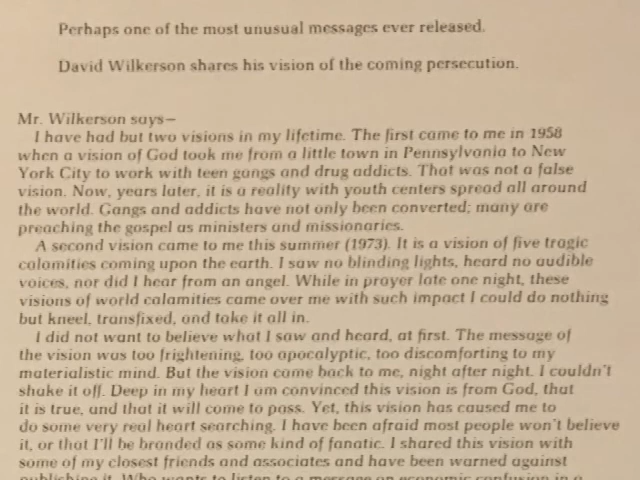 Perhaps one of the most unusual messages ever released.
David Wilkerson shares his vision of the coming persecution.
Mr. Wilkerson says—
I have had but two visions in my lifetime. The first came to me in 1958
when a vision of God took me from a little town in Pennsylvania to New
York City to work with teen gangs and drug addicts. That was not a false
vision. Now, years later, it is a reality with youth centers spread all around
the world. Gangs and addicts have not only been converted; many are
preaching the gospel as ministers and missionaries.
A second vision came to me this summer (1973). It is a vision of five tragic
calamities coming upon the earth. I saw no blinding lights, heard no audible
voices, nor did I hear from an angel. While in prayer late one night, these
visions of world calamities came over me with such impact I could do nothing
but kneel, transfixed, and take it all in.
I did not want to believe what I saw and heard, at first. The message of
the vision was too frightening, too apocalyptic, too discomforting to my
materialistic mind. But the vision came back to me, night after night. I couldn't
shake it off. Deep in my heart I am convinced this vision is from God, that
it is true, and that it will come to pass. Yet, this vision has caused me to
do some very real heart searching. I have been afraid most people won't believe
it, or that I'll be branded as some kind of fanatic. I shared this vision with
some of my closest friends and associates and have been warned against
publishing it. Who wants to listen to a message on economic confusion in a